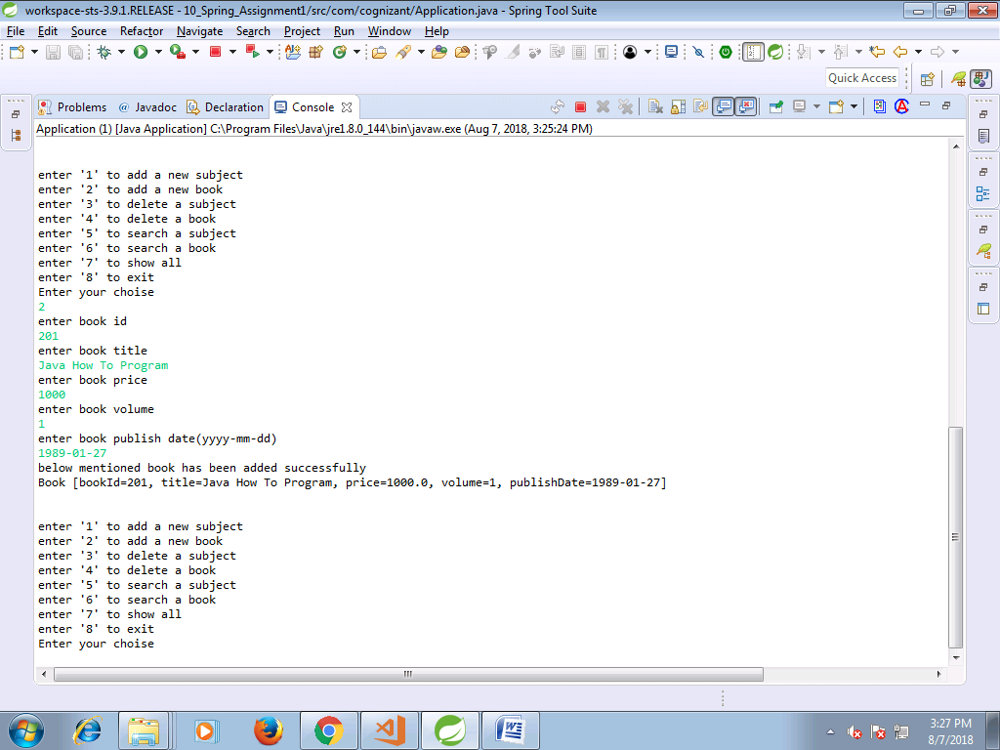 workspace-sts-3.9.1.RELEASE - 10_Spring_Assignment1/src/com/cognizant/Application.java - Spring Tool Suite
File Edit Source Refactor Navigate Search Project Run Window Help
Quick Access
Problems @ Javadoc Declaration Console
Application (1) [Java Application] C:\Program Files\Java\jre1.8.0_144\bin\javaw.exe (Aug 7, 2018, 3:25:24 PM)
enter '1' to add a new subject
enter '2' to add a new book
enter '3' to delete a subject
enter '4' to delete a book
enter '5' to search a subject
enter '6' to search a book
enter '7' to show all
enter '8' to exit
Enter your choise
2
enter book id
201
enter book title
Java How To Program
enter book price
1000
enter book volume
1
enter book publish date(yyyy-mm-dd)
1989-01-27
below mentioned book has been added successfully
Book [bookId=201, title=Java How To Program, price=1000.0, volume=1, publishDate=1989-01-27]
enter '1' to add a new subject
enter '2' to add a new book
enter '3' to delete a subject
enter '4' to delete a book
enter '5' to search a subject
enter '6' to search a book
enter '7' to show all
enter '8' to exit
Enter your choise
3:27 PM
8/7/2018